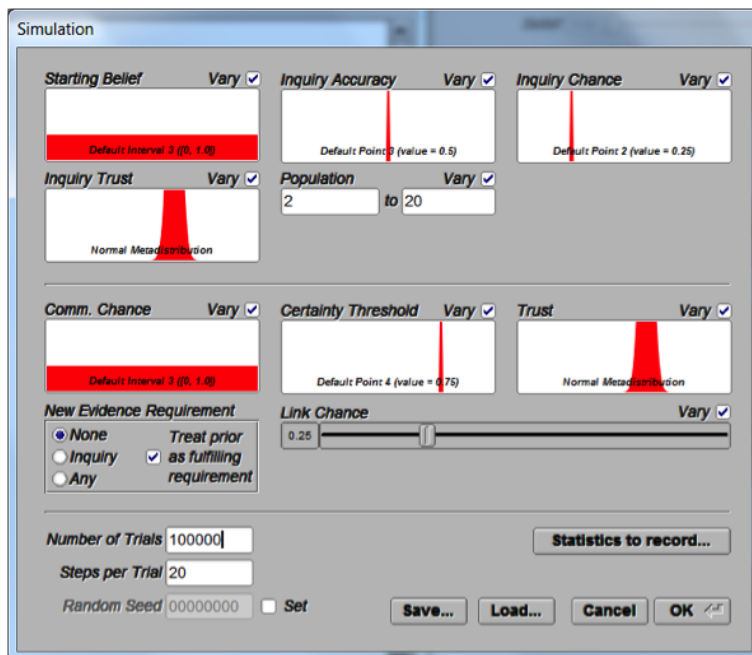 Simulation
Starting Belief Vary
Inquiry Accuracy Vary
Inquiry Chance Vary
Default Interval 3 ([0, 1.0])
Default Point 3 (value = 0.5)
Default Point 2 (value = 0.25)
Inquiry Trust Vary
Population Vary
2 to 20
Normal Metadistribution
Comm. Chance Vary
Certainty Threshold Vary
Trust Vary
Default Interval 3 ([0, 1.0])
Default Point 4 (value = 0.75)
Normal Metadistribution
New Evidence Requirement
None
Inquiry
Any
Treat prior
as fulfilling
requirement
Link Chance Vary
0.25
Number of Trials 100000
Statistics to record...
Steps per Trial 20
Random Seed 00000000 Set
Save... Load... Cancel OK